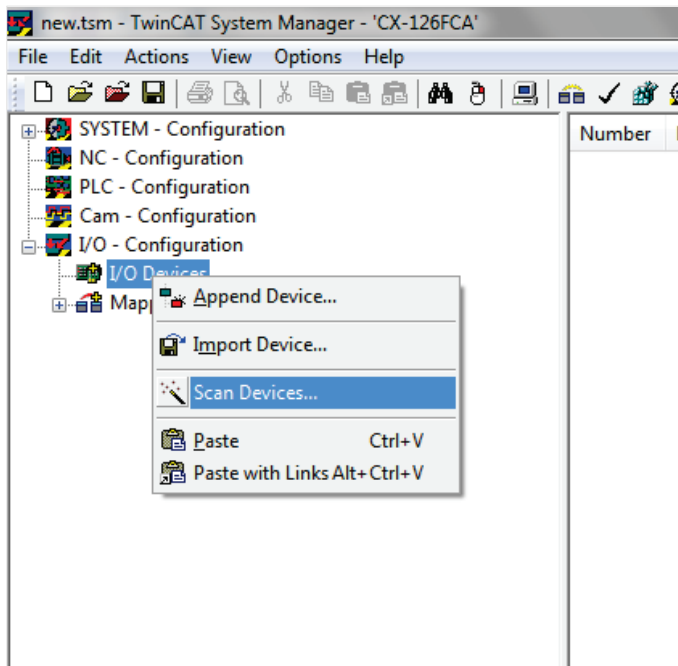 new.tsm - TwinCAT System Manager - 'CX-126FCA'
File Edit Actions View Options Help
SYSTEM - Configuration
Number
NC - Configuration
PLC - Configuration
Cam - Configuration
I/O - Configuration
I/O Devices
Append Device...
Import Device...
Scan Devices...
Paste Ctrl+V
Paste with Links Alt+Ctrl+V